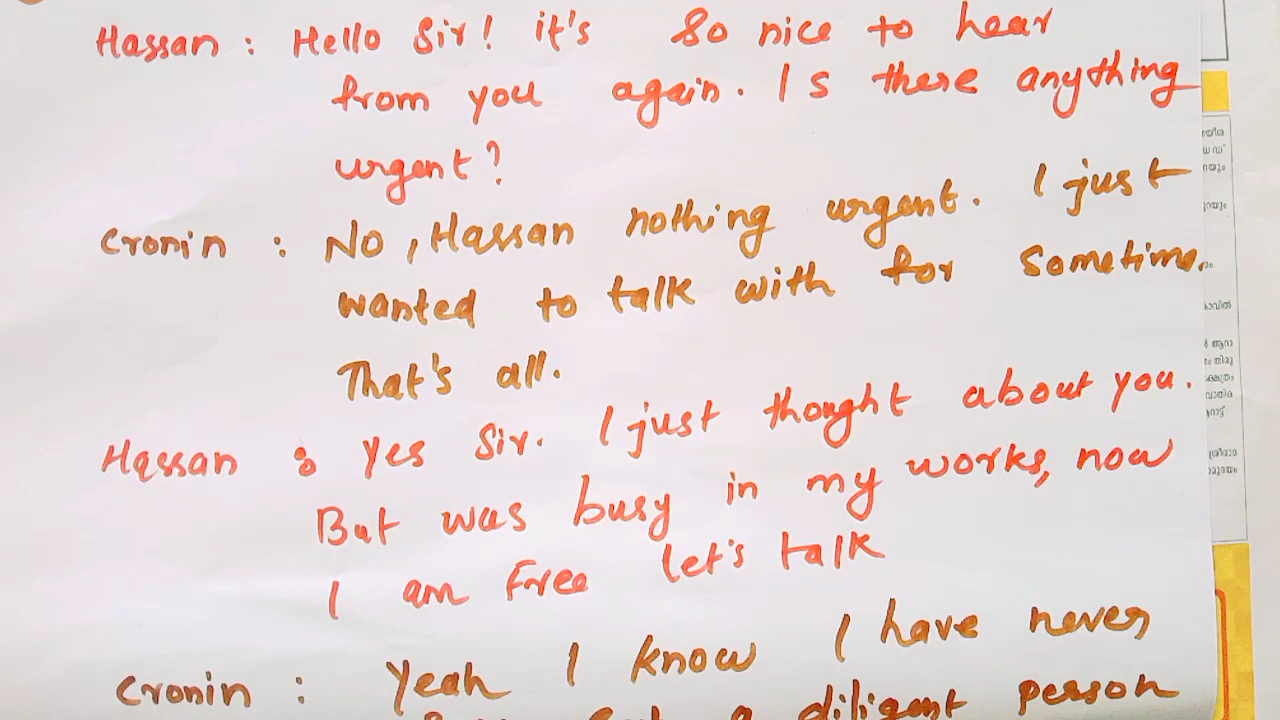 Hassan : Hello Sir! it's so nice to hear
from you again. Is there anything
urgent?
Cronin : No, Hassan nothing urgent. I just
wanted to talk with for sometime.
That's all.
Hassan : Yes Sir. I just thought about you.
But was busy in my works, now
I am Free let's talk
Cronin : Yeah I know I have never
a diligent person